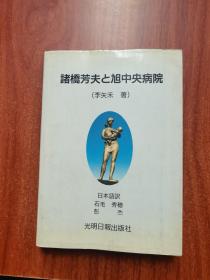 諸橋芳夫と旭中央病院
(李矢禾 著)
日本語訳
石毛 秀穂
彭 杰
光明日報出版社